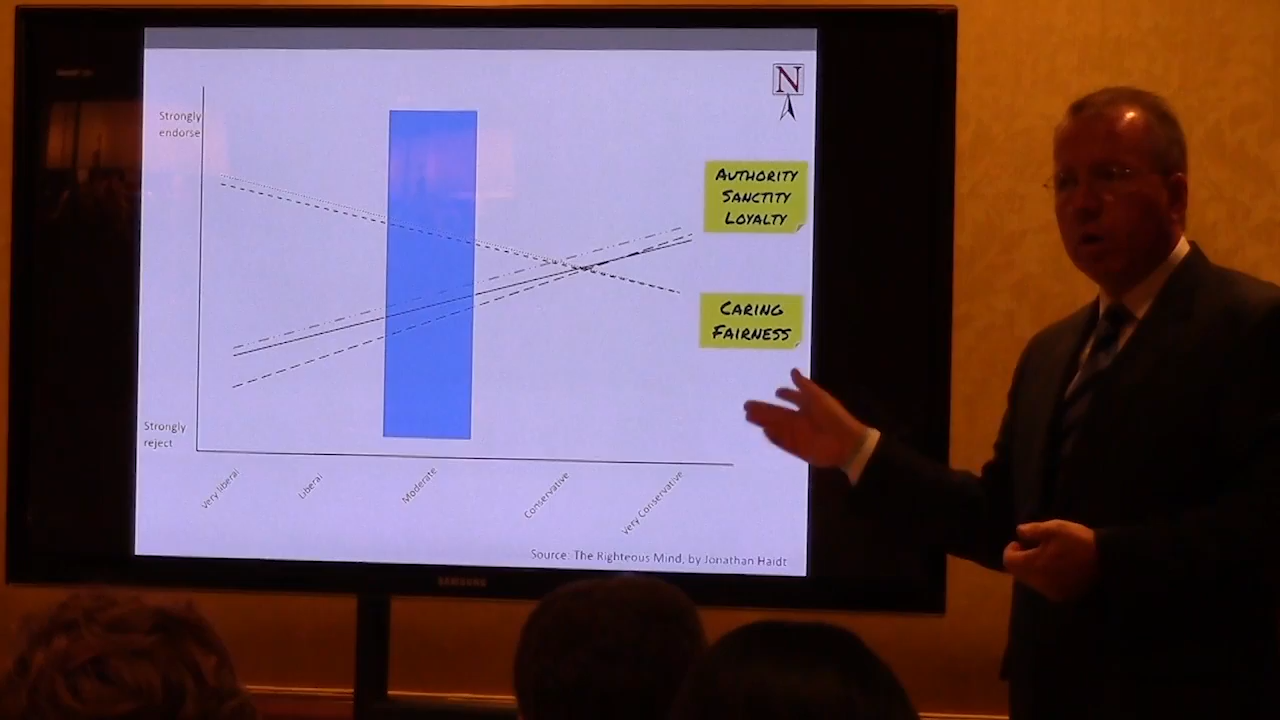 Strongly
endorse
N
AUTHORITY
SANCTITY
LOYALTY
CARING
FAIRNESS
Strongly
reject
Very liberal
Liberal
Moderate
Conservative
Very Conservative
Source: The Righteous Mind, by Jonathan Haidt
SAMSUNG